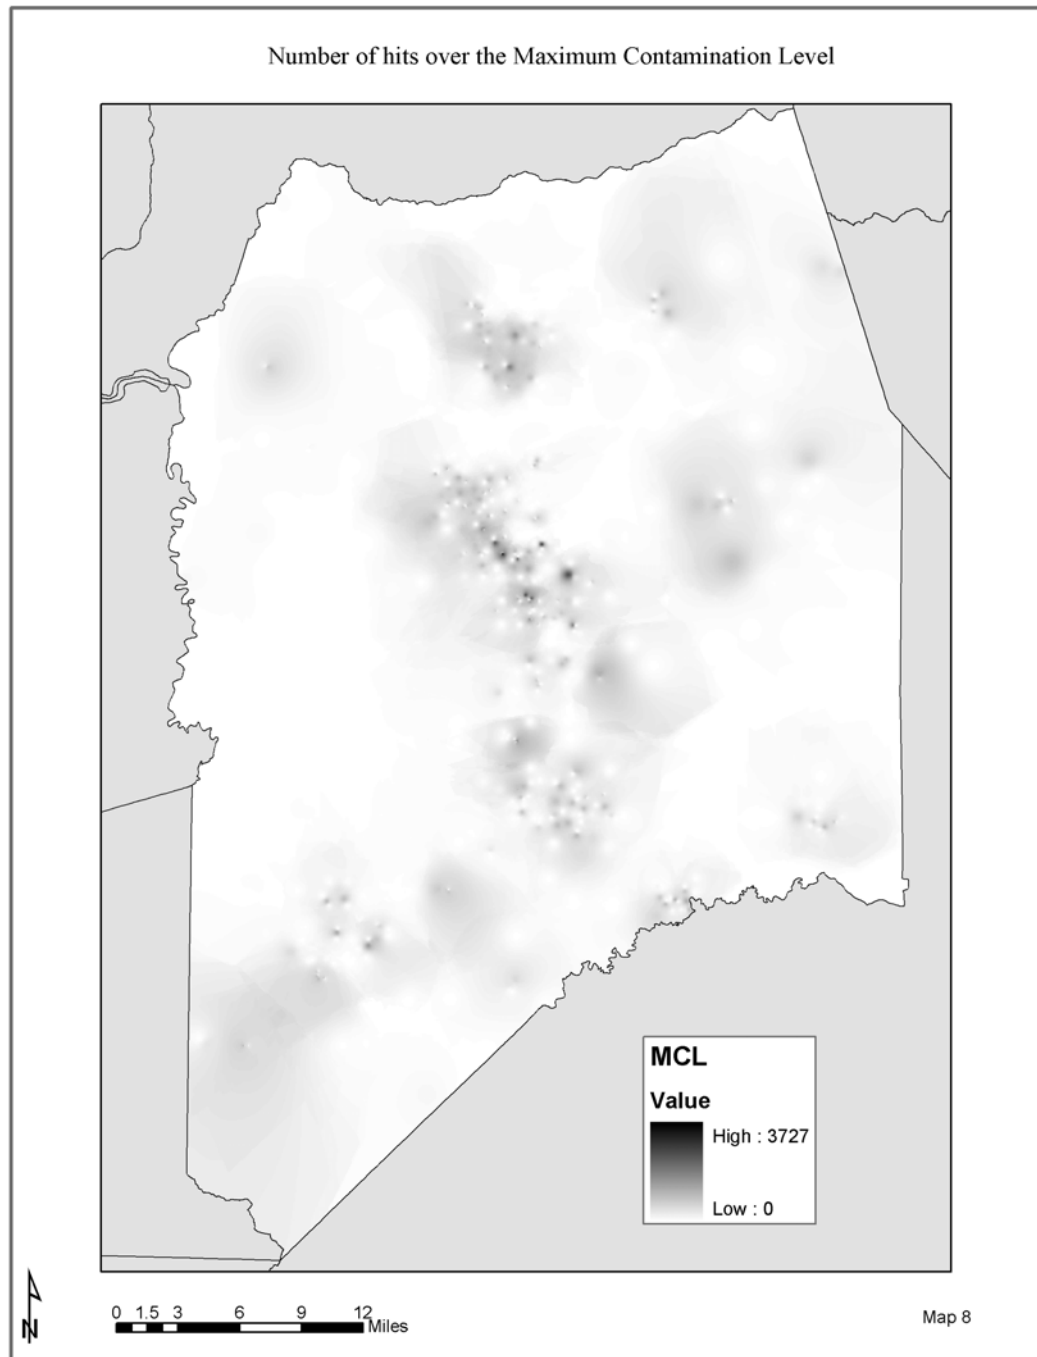 Number of hits over the Maximum Contamination Level
MCL
Value
High : 3727
Low : 0
N
0 1.5 3 6 9 12
Miles
Map 8